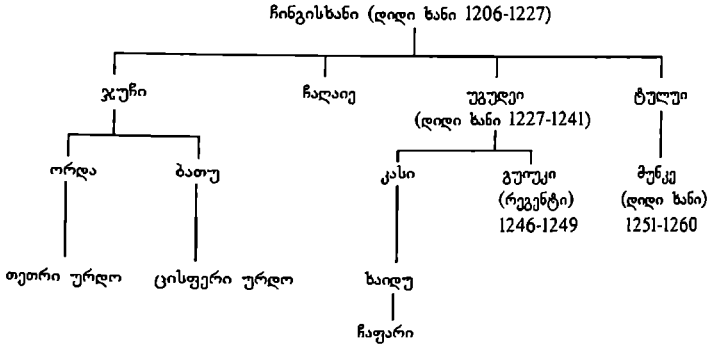 ჩინგისხანი (დიდი ხანი 1206-1227)
ჯუჩი ჩაღაიე უგუდეი ტულუი
(დიდი ხანი 1227-1241)
ორდა ბათუ კასი გუიუკი მუნკე
(რეგენტი) (დიდი ხანი)
1246-1249 1251-1260
თეთრი ურდო ცისფერი ურდო ხაიდუ
ჩაფარი